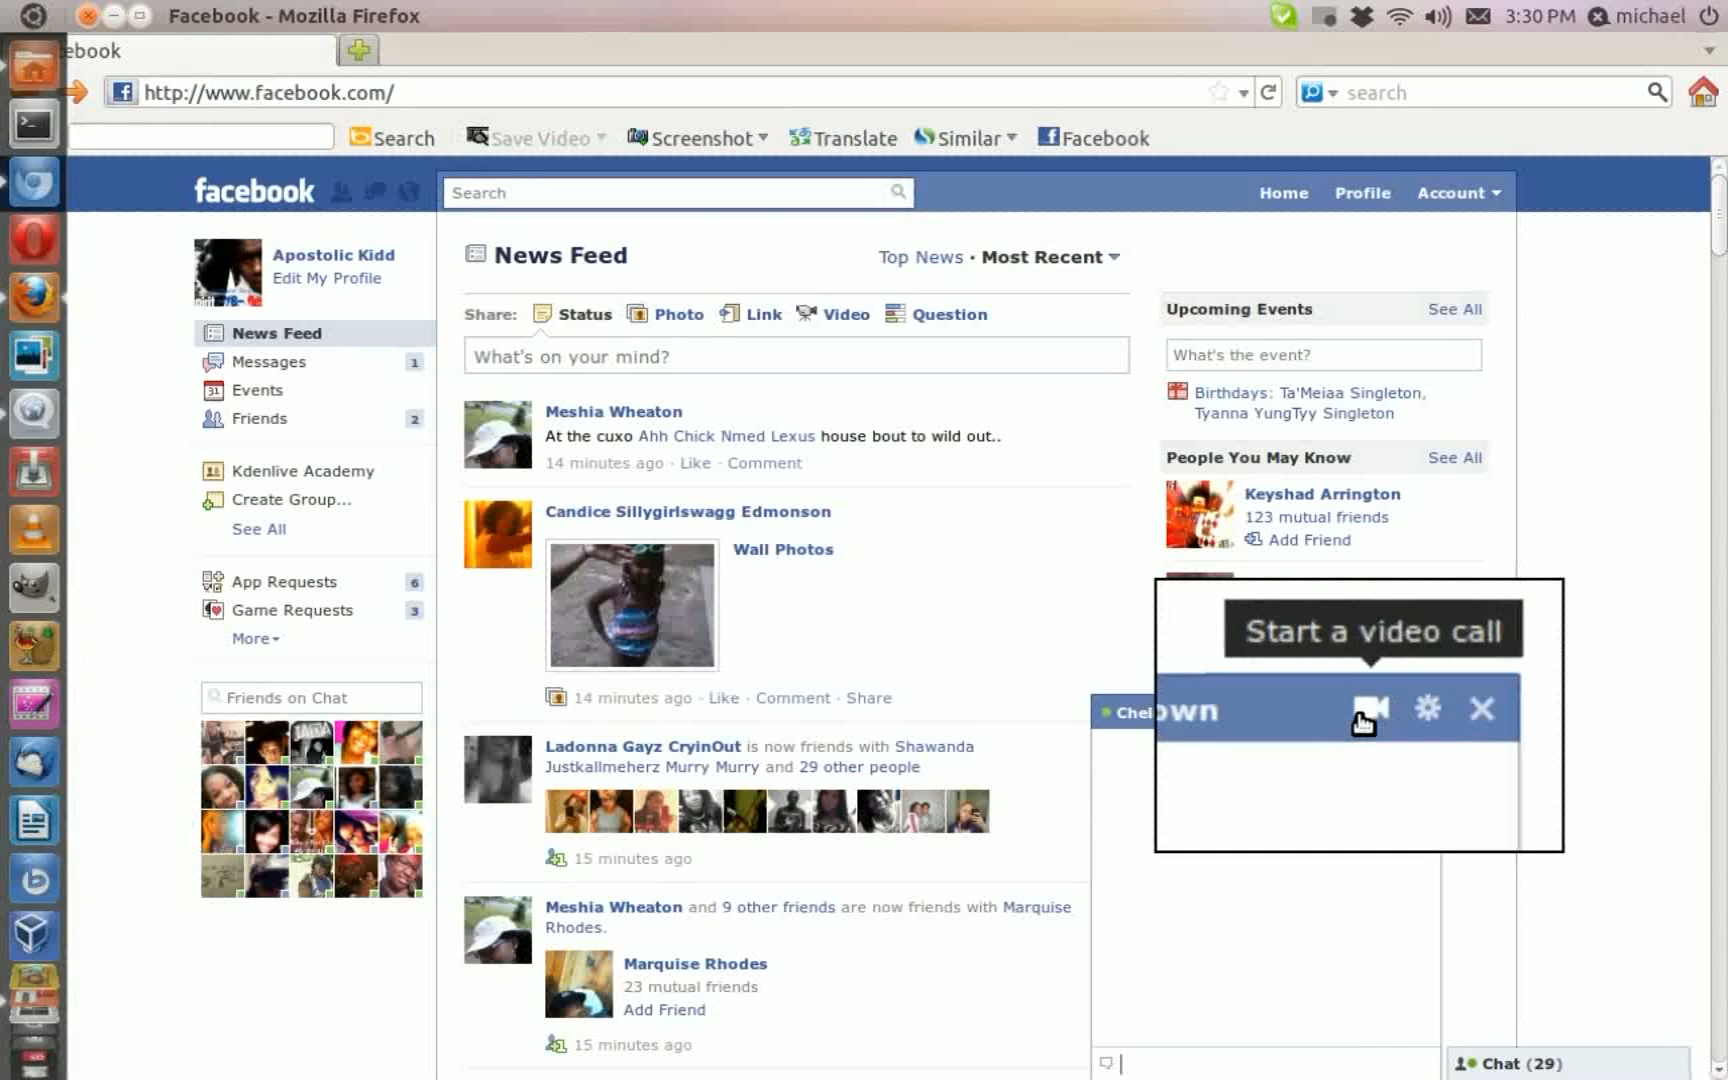 Facebook - Mozilla Firefox
3:30 PM
michael
ebook
http://www.facebook.com/
search
Search
Save Video
Screenshot
Translate
Similar
Facebook
facebook
Search
Home
Profile
Account
Apostolic Kidd
Edit My Profile
News Feed
Messages
1
31
Events
Friends
2
Kdenlive Academy
Create Group...
See All
App Requests
6
Game Requests
3
More
Friends on Chat
News Feed
Top News · Most Recent
Share:
Status
Photo
Link
Video
Question
What's on your mind?
Meshia Wheaton
At the cuxo Ahh Chick Nmed Lexus house bout to wild out..
14 minutes ago · Like · Comment
Candice Sillygirlswagg Edmonson
Wall Photos
14 minutes ago · Like · Comment · Share
Ladonna Gayz CryinOut is now friends with Shawanda
Justkallmeherz Murry Murry and 29 other people
15 minutes ago
Meshia Wheaton and 9 other friends are now friends with Marquise
Rhodes.
Marquise Rhodes
23 mutual friends
Add Friend
15 minutes ago
Upcoming Events
See All
What's the event?
Birthdays: Ta'Meiaa Singleton,
Tyanna YungTyy Singleton
People You May Know
See All
Keyshad Arrington
123 mutual friends
Add Friend
Start a video call
Chel
own
Chat (29)